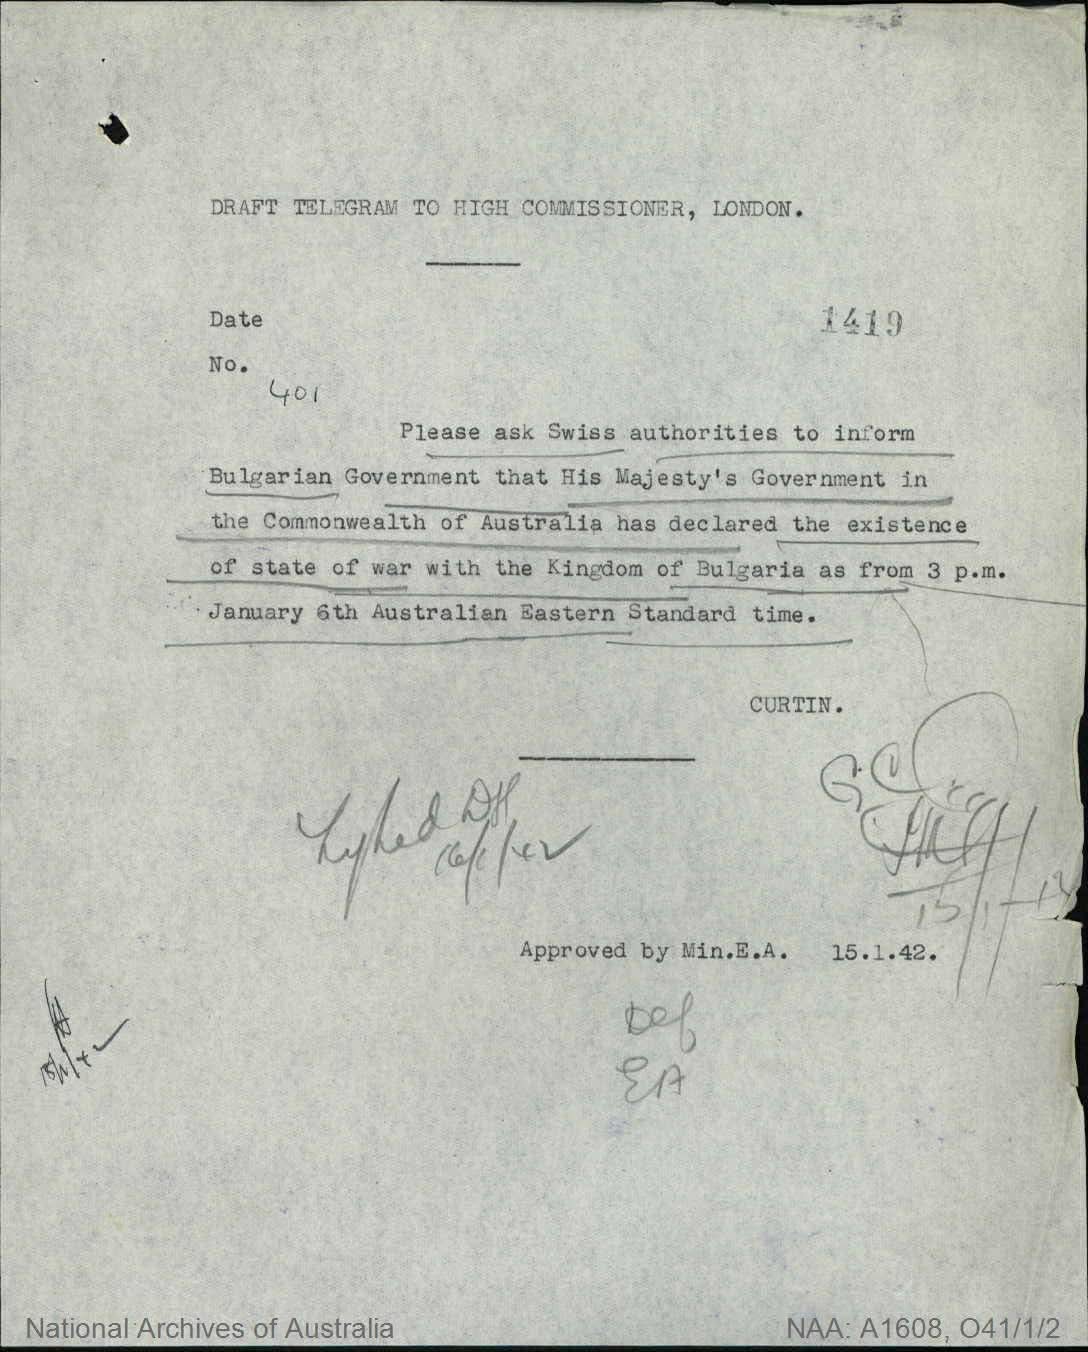 DRAFT TELEGRAM TO HIGH COMMISSIONER, LONDON.
Date
1419
No.
401
Please ask Swiss authorities to inform
Bulgarian Government that His Majesty's Government in
the Commonwealth of Australia has declared the existence
of state of war with the Kingdom of Bulgaria as from 3 p.m.
January 6th Australian Eastern Standard time.
CURTIN.
Approved by Min.E.A. 15.1.42.
Def
EA
National Archives of Australia
NAA: A1608, O41/1/2